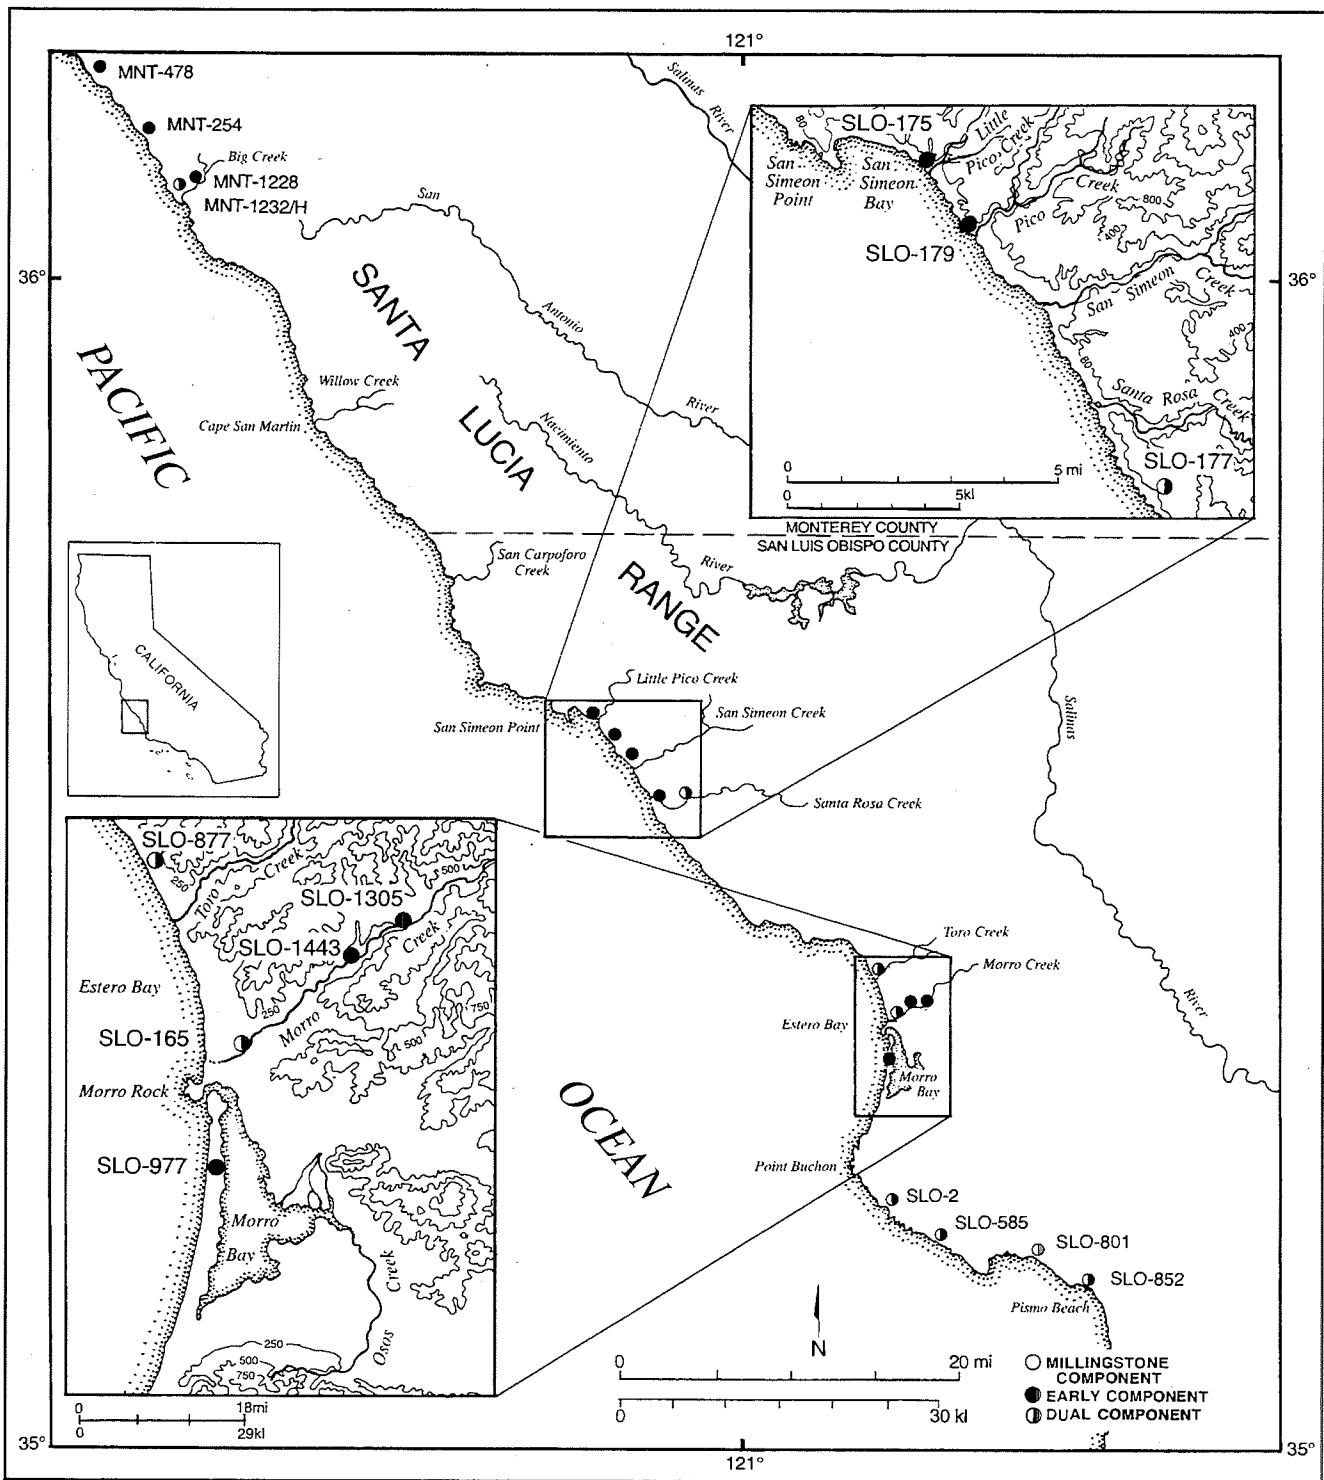 121°
MNT-478
MNT-254
Big Creek
MNT-1228
MNT-1232/H
Salinas
River
San
Antonio
River
36°
36°
SANTA
LUCIA
RANGE
PACIFIC
OCEAN
Willow Creek
Cape San Martin
Nacimiento
River
SLO-175
Little
Pico Creek
San
Simeon
Point
San
Simeon
Bay
80
Pico
Creek
800
400
SLO-179
San Simeon
Creek
400
80
Santa Rosa
Creek
SLO-177
0
5 mi
0
5kl
MONTEREY COUNTY
SAN LUIS OBISPO COUNTY
San Carpoforo
Creek
CALIFORNIA
Little Pico Creek
San Simeon Creek
San Simeon Point
Santa Rosa Creek
Salinas
River
SLO-877
250
Toro
Creek
500
SLO-1305
SLO-1443
Creek
Estero Bay
250
Morro
750
500
SLO-165
Morro Rock
SLO-977
Morro
Bay
Creek
Osos
250
500
750
0
18mi
29kl
Toro Creek
Morro Creek
Estero Bay
Morro
Bay
Point Buchon
SLO-2
SLO-585
SLO-801
SLO-852
Pismo Beach
N
0
20 mi
0
30 kl
MILLINGSTONE
COMPONENT
EARLY COMPONENT
DUAL COMPONENT
35°
35°
121°